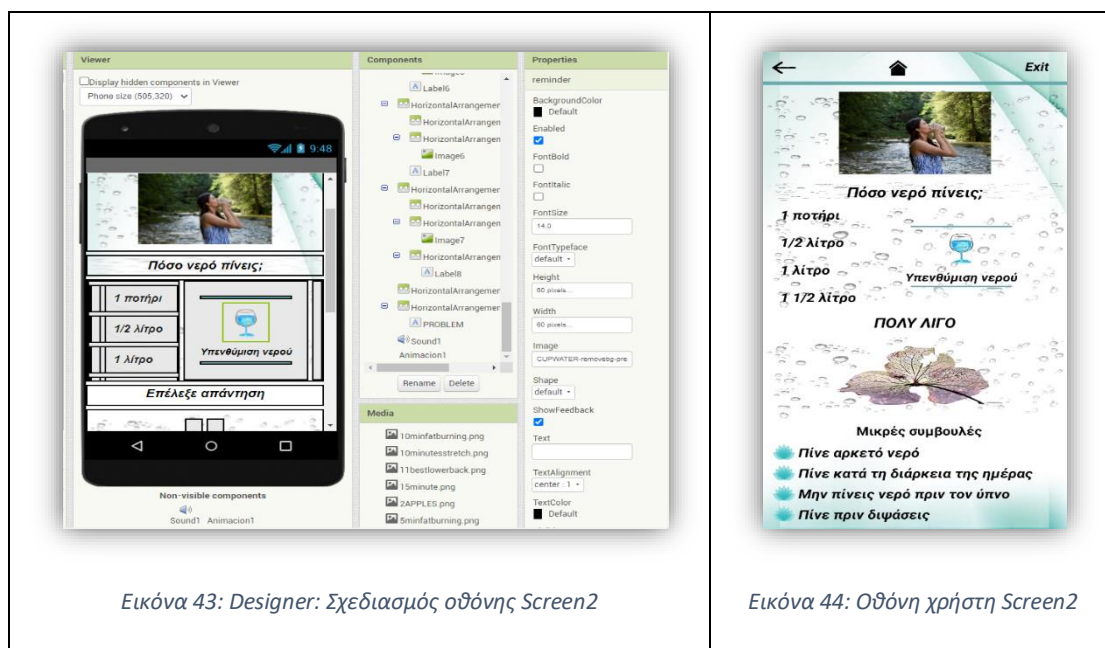 Viewer
Display hidden components in Viewer
Phone size (505,320)
9:48
Πόσο νερό πίνεις;
1 ποτήρι
1/2 λίτρο
1 λίτρο
Υπενθύμιση νερού
Επέλεξε απάντηση
Non-visible components
Sound1 Animacion1
Components
Label6
HorizontalArrangemer
HorizontalArrangen
HorizontalArrangen
Image6
Label7
HorizontalArrangemer
HorizontalArrangen
HorizontalArrangen
Image7
HorizontalArrangen
Label8
HorizontalArrangemer
HorizontalArrangemer
PROBLEM
Sound1
Animacion1
Rename Delete
Media
10minfatburning.png
10minutesstretch.png
11bestlowerback.png
15minute.png
2APPLES.png
5minfatburning.png
Properties
reminder
BackgroundColor
Default
Enabled
FontBold
FontItalic
FontSize
14.0
FontTypeface
default
Height
60 pixels...
Width
60 pixels...
Image
CUPWATER-removebg-pre
Shape
default
ShowFeedback
Text
TextAlignment
center : 1
TextColor
Default
Εικόνα 43: Designer: Σχεδιασμός οθόνης Screen2
Exit
Πόσο νερό πίνεις;
1 ποτήρι
1/2 λίτρο
1 λίτρο
Υπενθύμιση νερού
1 1/2 λίτρο
ΠΟΛΥ ΛΙΓΟ
Μικρές συμβουλές
Πίνε αρκετό νερό
Πίνε κατά τη διάρκεια της ημέρας
Μην πίνεις νερό πριν τον ύπνο
Πίνε πριν διψάσεις
Εικόνα 44: Οθόνη χρήστη Screen2